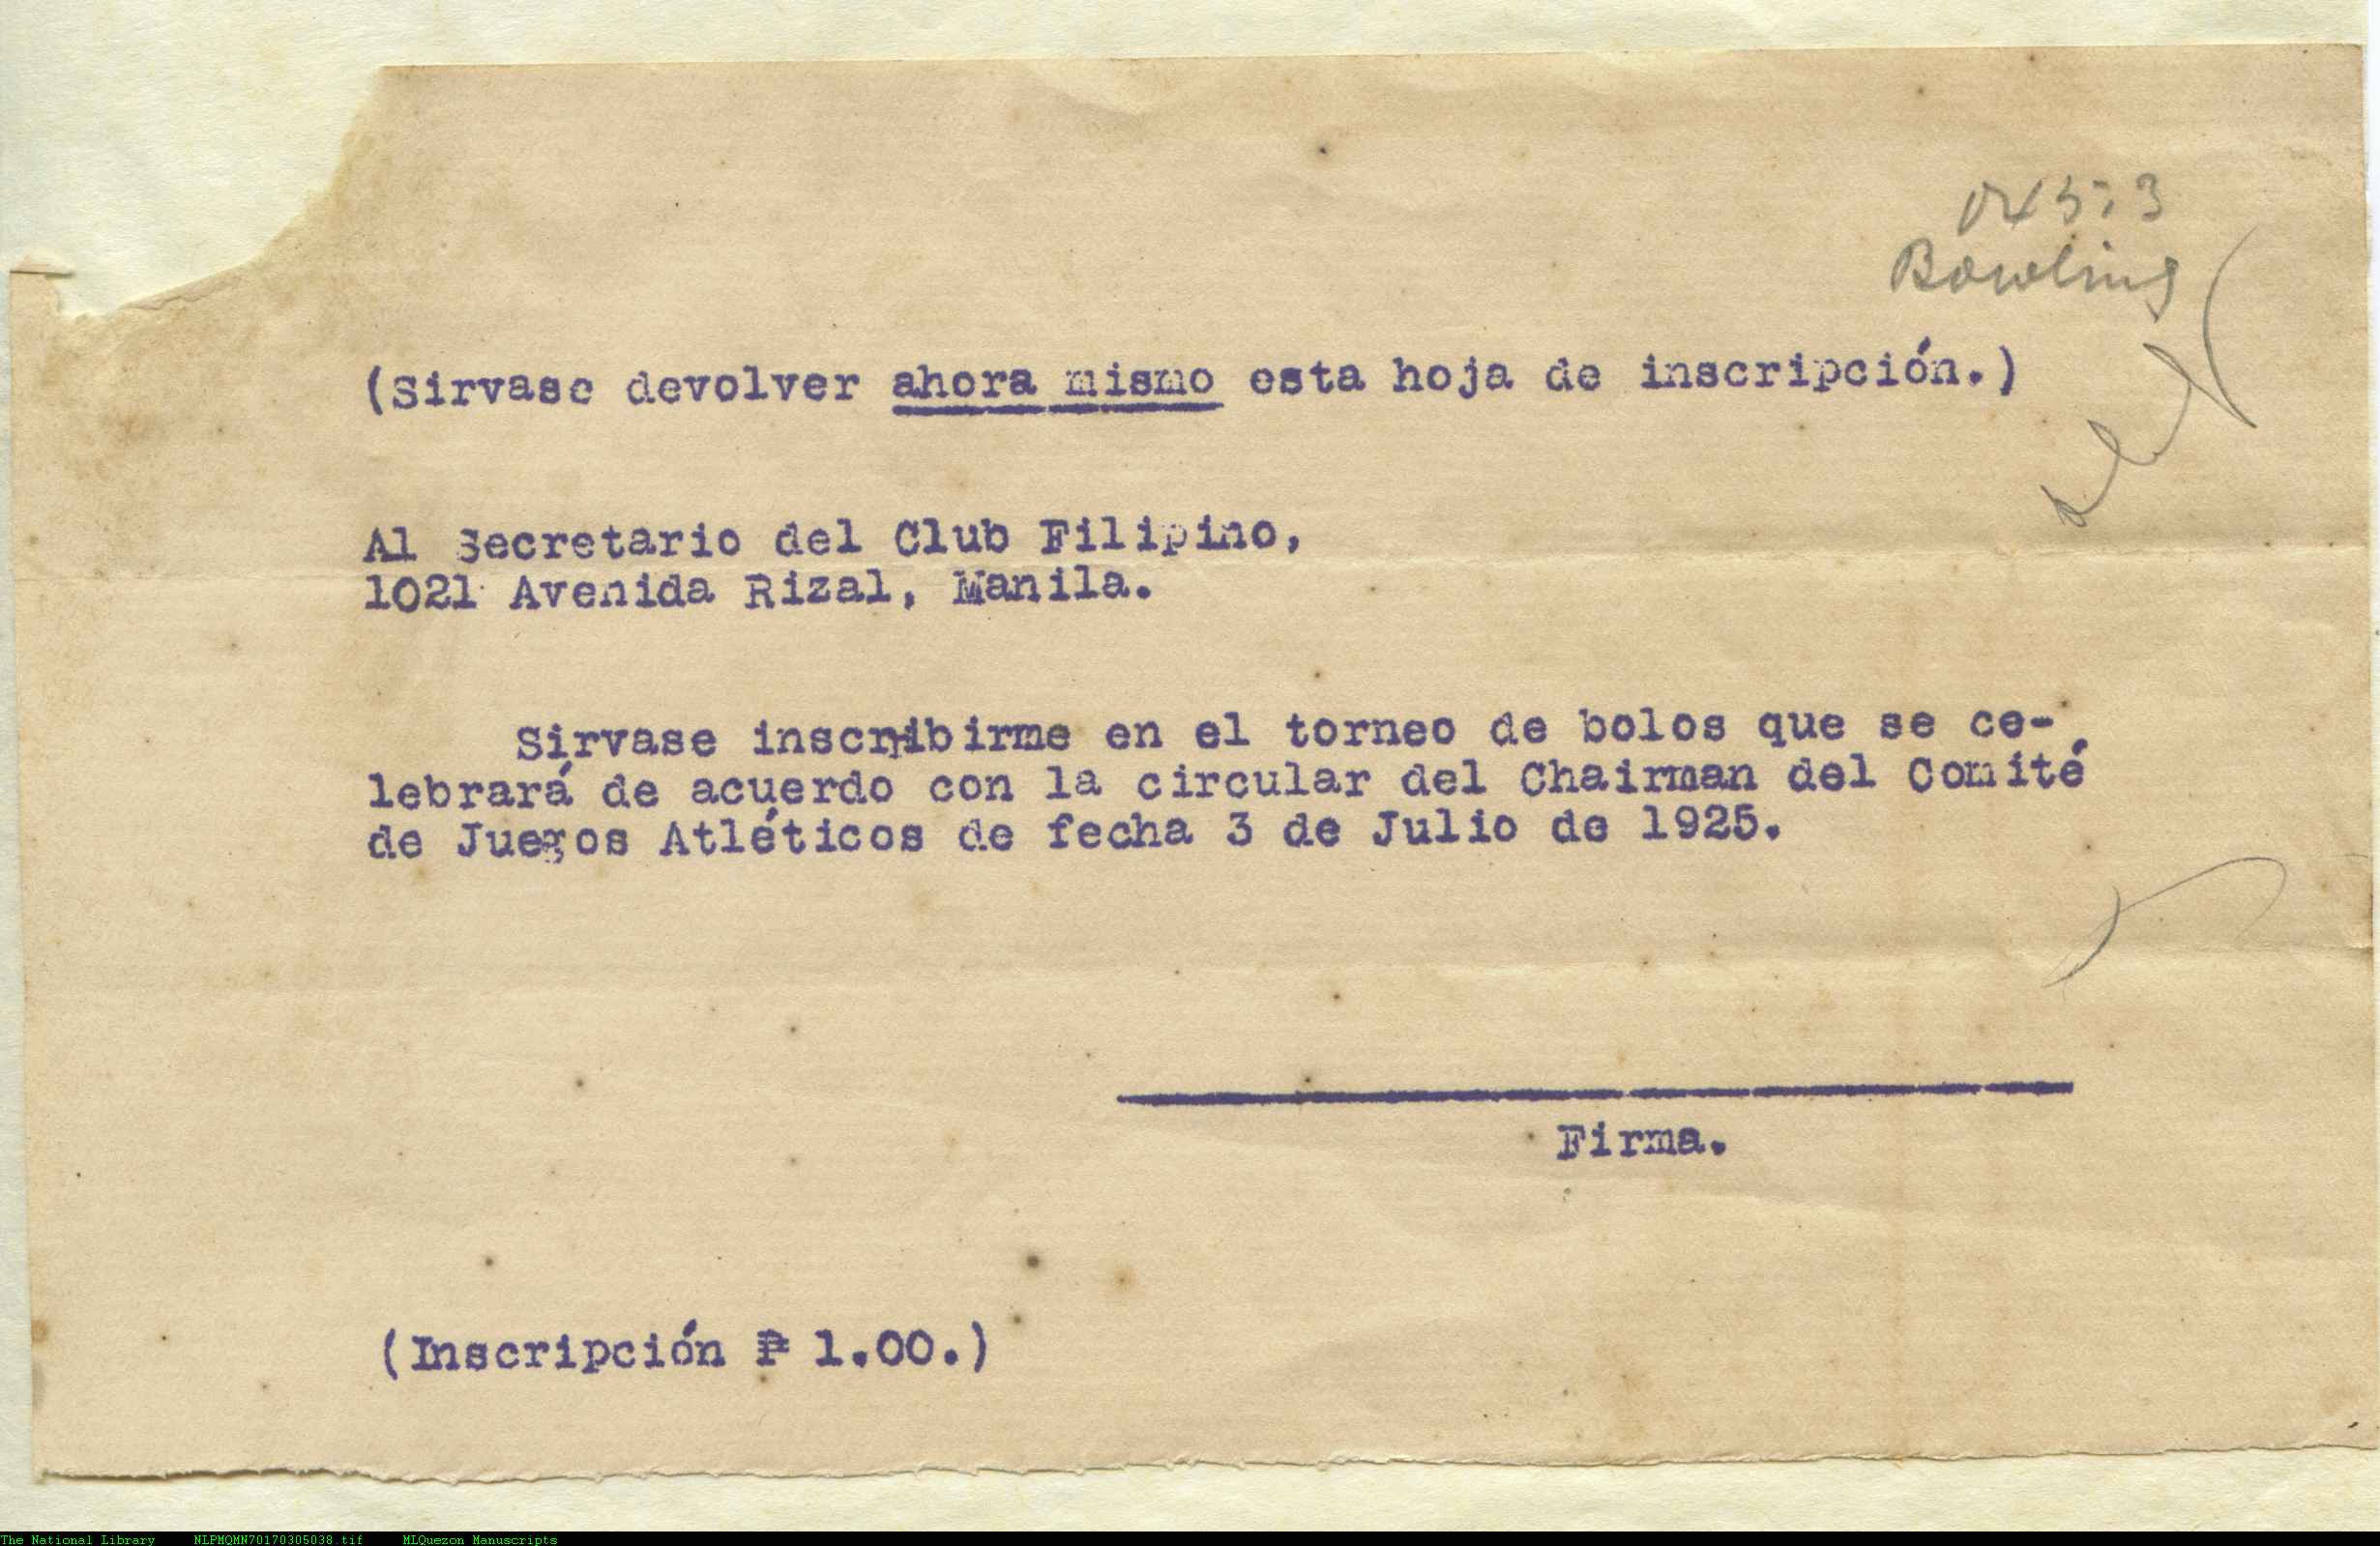 Bowling
(Sirvase devolver ahora mismo esta hoja de inscripción.)
Al Secretario del Club Filipino,
1021 Avenida Rizal, Manila.
Sirvase inscribirme en el torneo de bolos que se ce-
lebrará de acuerdo con la circular del Chairman del Comité
de Juegos Atléticos de fecha 3 de Julio de 1925.
Firma.
(Inscripción ₱ 1.00.)
The National Library NLPMQMN70170305038.tif MLQuezon Manuscripts